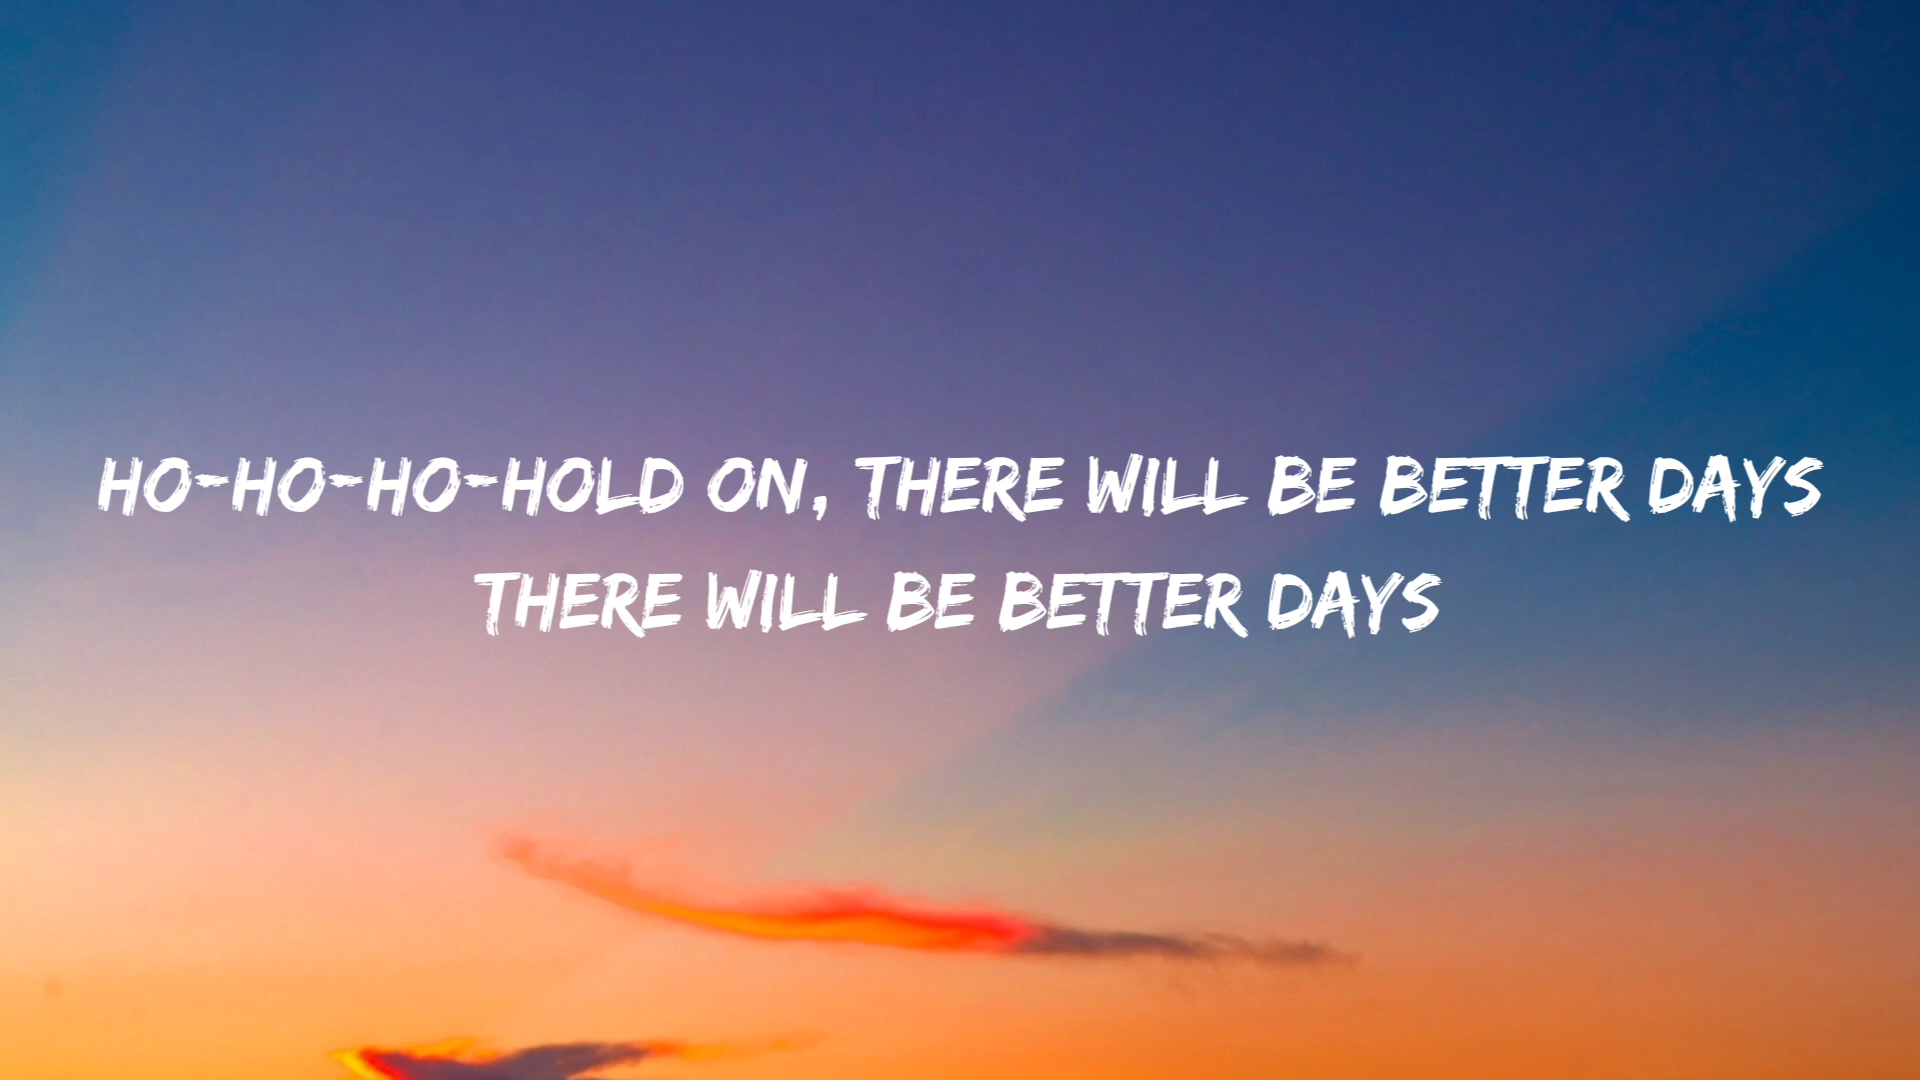 HO-HO-HO-HOLD ON, THERE WILL BE BETTER DAYS
THERE WILL BE BETTER DAYS